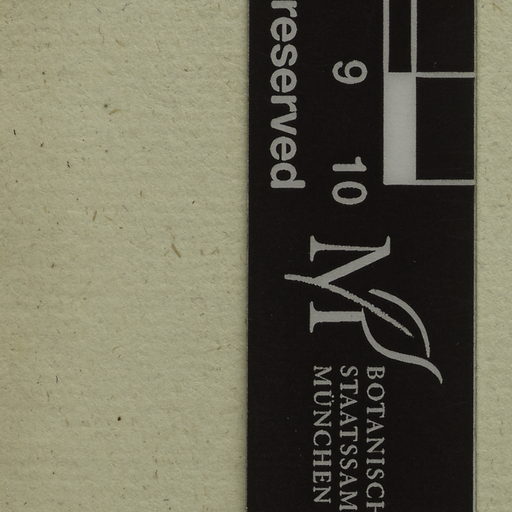 reserved
9
10
M
BOTANISCH
STAATSSAM
MÜNCHEN